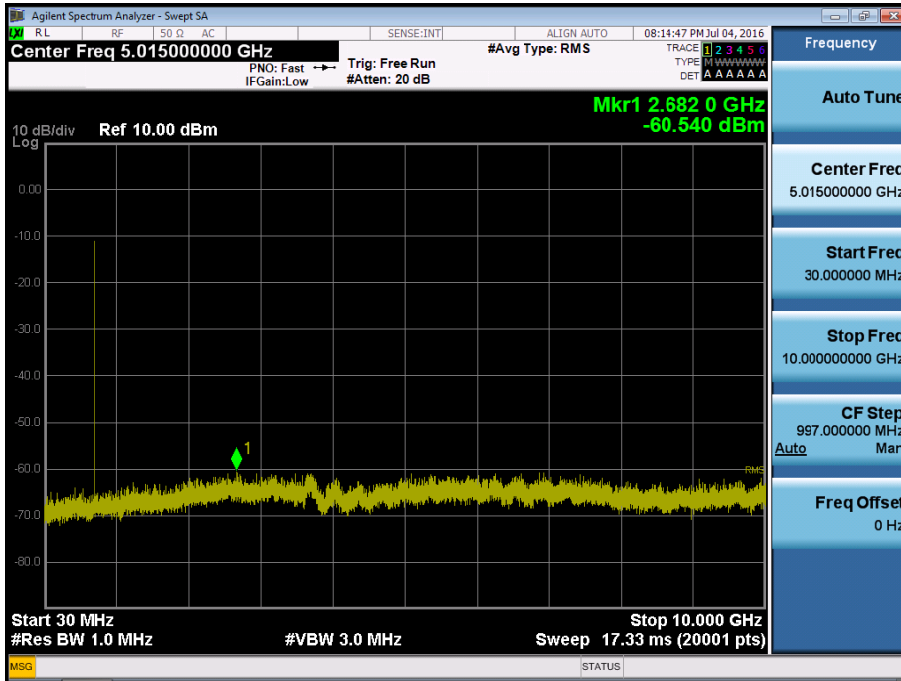 Agilent Spectrum Analyzer - Swept SA
LXI RL RF 50 Ω AC SENSE:INT ALIGN AUTO 08:14:47 PM Jul 04, 2016
Center Freq 5.015000000 GHz #Avg Type: RMS TRACE 1 2 3 4 5 6
PNO: Fast Trig: Free Run TYPE M WWWWW
IFGain:Low #Atten: 20 dB DET A A A A A A
Mkr1 2.682 0 GHz
10 dB/div Ref 10.00 dBm -60.540 dBm
Log
0.00
-10.0
-20.0
-30.0
-40.0
-50.0
1
-60.0
RMS
-70.0
-80.0
Start 30 MHz Stop 10.000 GHz
#Res BW 1.0 MHz #VBW 3.0 MHz Sweep 17.33 ms (20001 pts)
MSG STATUS
Frequency
Auto Tune
Center Freq
5.015000000 GHz
Start Freq
30.000000 MHz
Stop Freq
10.000000000 GHz
CF Step
997.000000 MHz
Auto Man
Freq Offset
0 Hz